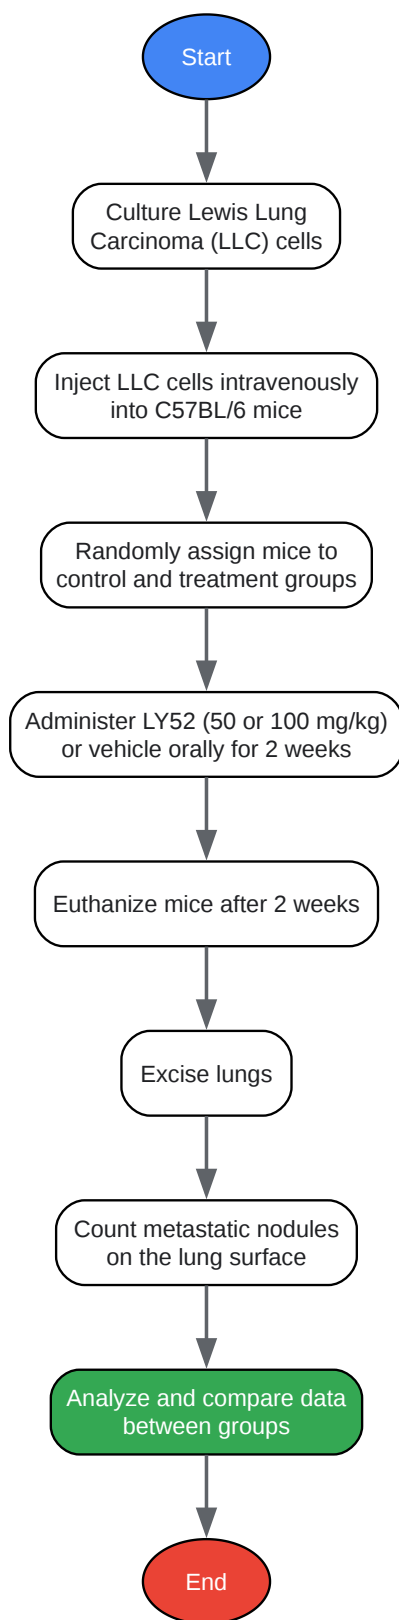 Start
Culture Lewis Lung
Carcinoma (LLC) cells
Inject LLC cells intravenously
into C57BL/6 mice
Randomly assign mice to
control and treatment groups
Administer LY52 (50 or 100 mg/kg)
or vehicle orally for 2 weeks
Euthanize mice after 2 weeks
Excise lungs
Count metastatic nodules
on the lung surface
Analyze and compare data
between groups
End